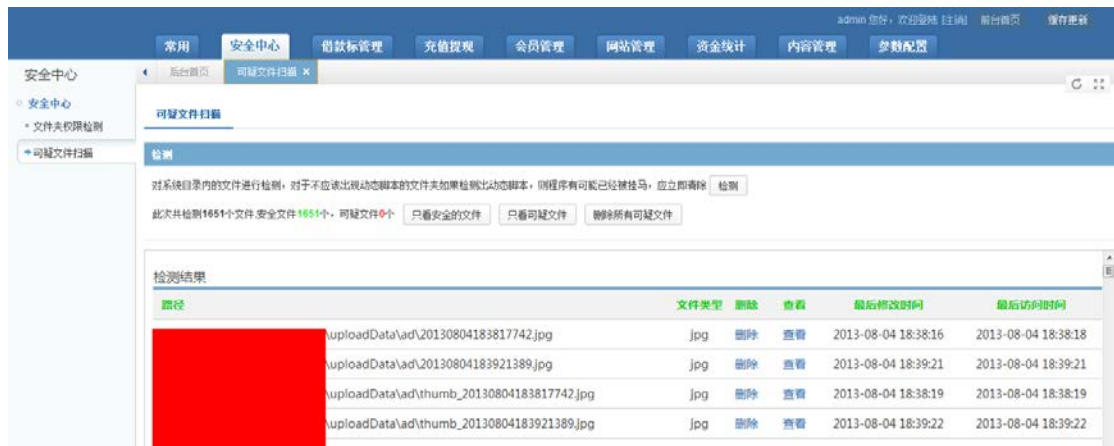 admin 您好，欢迎登陆 [注销] 前台首页 缓存更新
常用 安全中心 借款标管理 充值提现 会员管理 网站管理 资金统计 内容管理 参数配置
安全中心 后台首页 可疑文件扫描 ×
安全中心
文件夹权限检测
可疑文件扫描
可疑文件扫描
检测
对系统目录内的文件进行检测，对于不应该出现动态脚本的文件夹如果检测出动态脚本，则程序有可能已经被挂马，应立即清除 检测
此次共检测1651个文件,安全文件1651个，可疑文件0个 只看安全的文件 只看可疑文件 删除所有可疑文件
检测结果
路径 文件类型 删除 查看 最后修改时间 最后访问时间
\uploadData\ad\20130804183817742.jpg jpg 删除 查看 2013-08-04 18:38:16 2013-08-04 18:38:18
\uploadData\ad\20130804183921389.jpg jpg 删除 查看 2013-08-04 18:39:21 2013-08-04 18:39:21
\uploadData\ad\thumb_20130804183817742.jpg jpg 删除 查看 2013-08-04 18:38:19 2013-08-04 18:38:19
\uploadData\ad\thumb_20130804183921389.jpg jpg 删除 查看 2013-08-04 18:39:22 2013-08-04 18:39:22